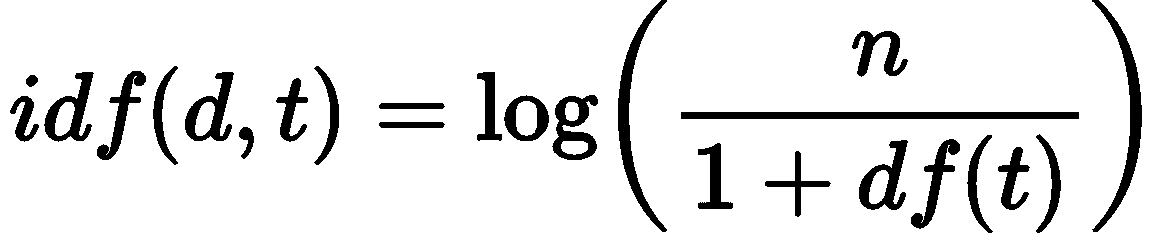 idf(d, t) = log( n / (1 + df(t)) )